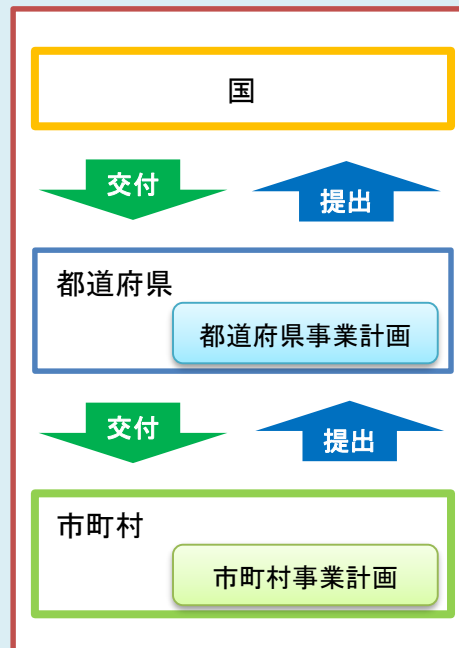 国
交付
提出
都道府県
都道府県事業計画
交付
提出
市町村
市町村事業計画